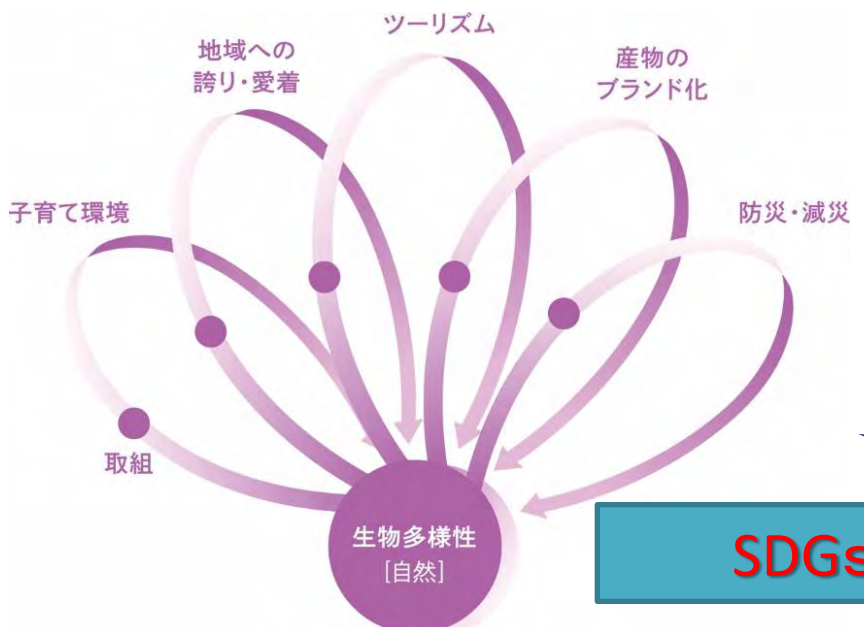 ツーリズム
地域への
誇り・愛着
産物の
ブランド化
子育て環境
防災・減災
取組
生物多様性
[自然]
SDGs